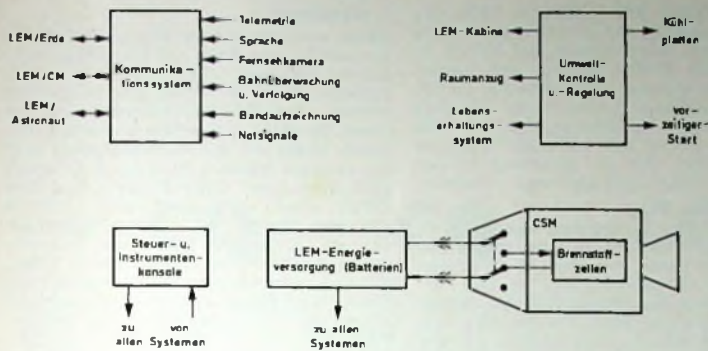 LEM/Erde
LEM/CM
LEM/
Astronaut
Kommunika-
tionssystem
Telemetrie
Sprache
Fernsehkamera
Bahnüberwachung
u. Verfolgung
Bandaufzeichnung
Notsignale
LEM-Kabine
Raumanzug
Lebens-
erhaltungs-
system
Umwelt-
Kontrolle
u.-Regelung
Kühl-
platten
vor-
zeitiger-
Start
Steuer- u.
Instrumenten-
konsole
zu von
allen Systemen
LEM-Energie-
versorgung (Batterien)
zu allen
Systemen
CSM
Brennstoff-
zellen